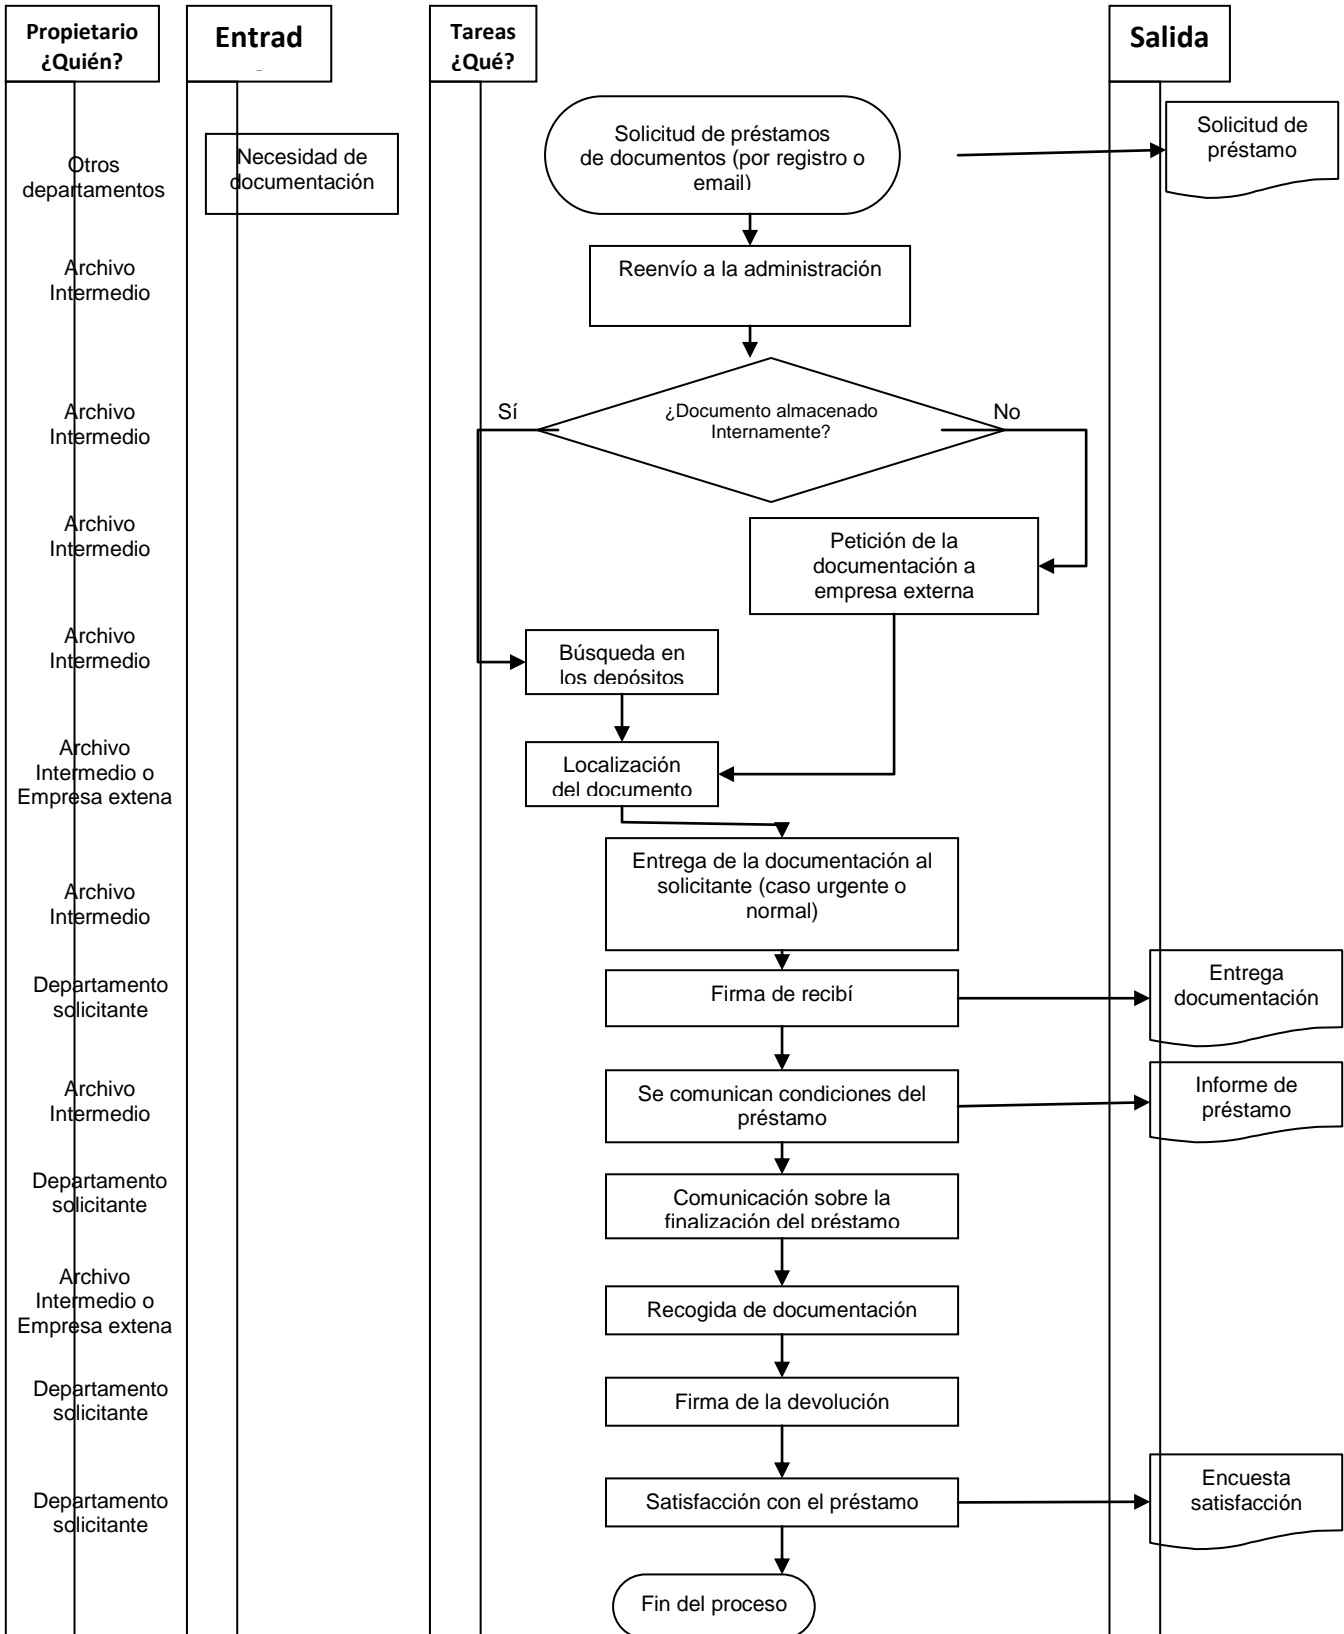 Propietario
¿Quién?
Entrad
Tareas
¿Qué?
Salida
Otros
departamentos
Necesidad de
documentación
Solicitud de préstamos
de documentos (por registro o
email)
Solicitud de
préstamo
Archivo
Intermedio
Reenvío a la administración
Archivo
Intermedio
Sí
¿Documento almacenado
Internamente?
No
Archivo
Intermedio
Petición de la
documentación a
empresa externa
Archivo
Intermedio
Búsqueda en
los depósitos
Archivo
Intermedio o
Empresa extena
Localización
del documento
Archivo
Intermedio
Entrega de la documentación al
solicitante (caso urgente o
normal)
Departamento
solicitante
Firma de recibí
Entrega
documentación
Archivo
Intermedio
Se comunican condiciones del
préstamo
Informe de
préstamo
Departamento
solicitante
Comunicación sobre la
finalización del préstamo
Archivo
Intermedio o
Empresa extena
Recogida de documentación
Departamento
solicitante
Firma de la devolución
Departamento
solicitante
Satisfacción con el préstamo
Encuesta
satisfacción
Fin del proceso